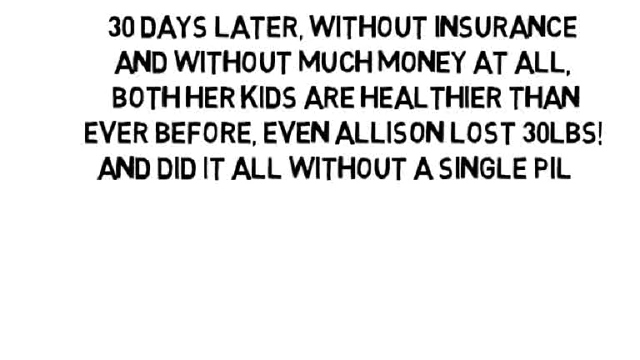 30 DAYS LATER, WITHOUT INSURANCE
AND WITHOUT MUCH MONEY AT ALL,
BOTH HER KIDS ARE HEALTHIER THAN
EVER BEFORE, EVEN ALLISON LOST 30LBS!
AND DID IT ALL WITHOUT A SINGLE PIL